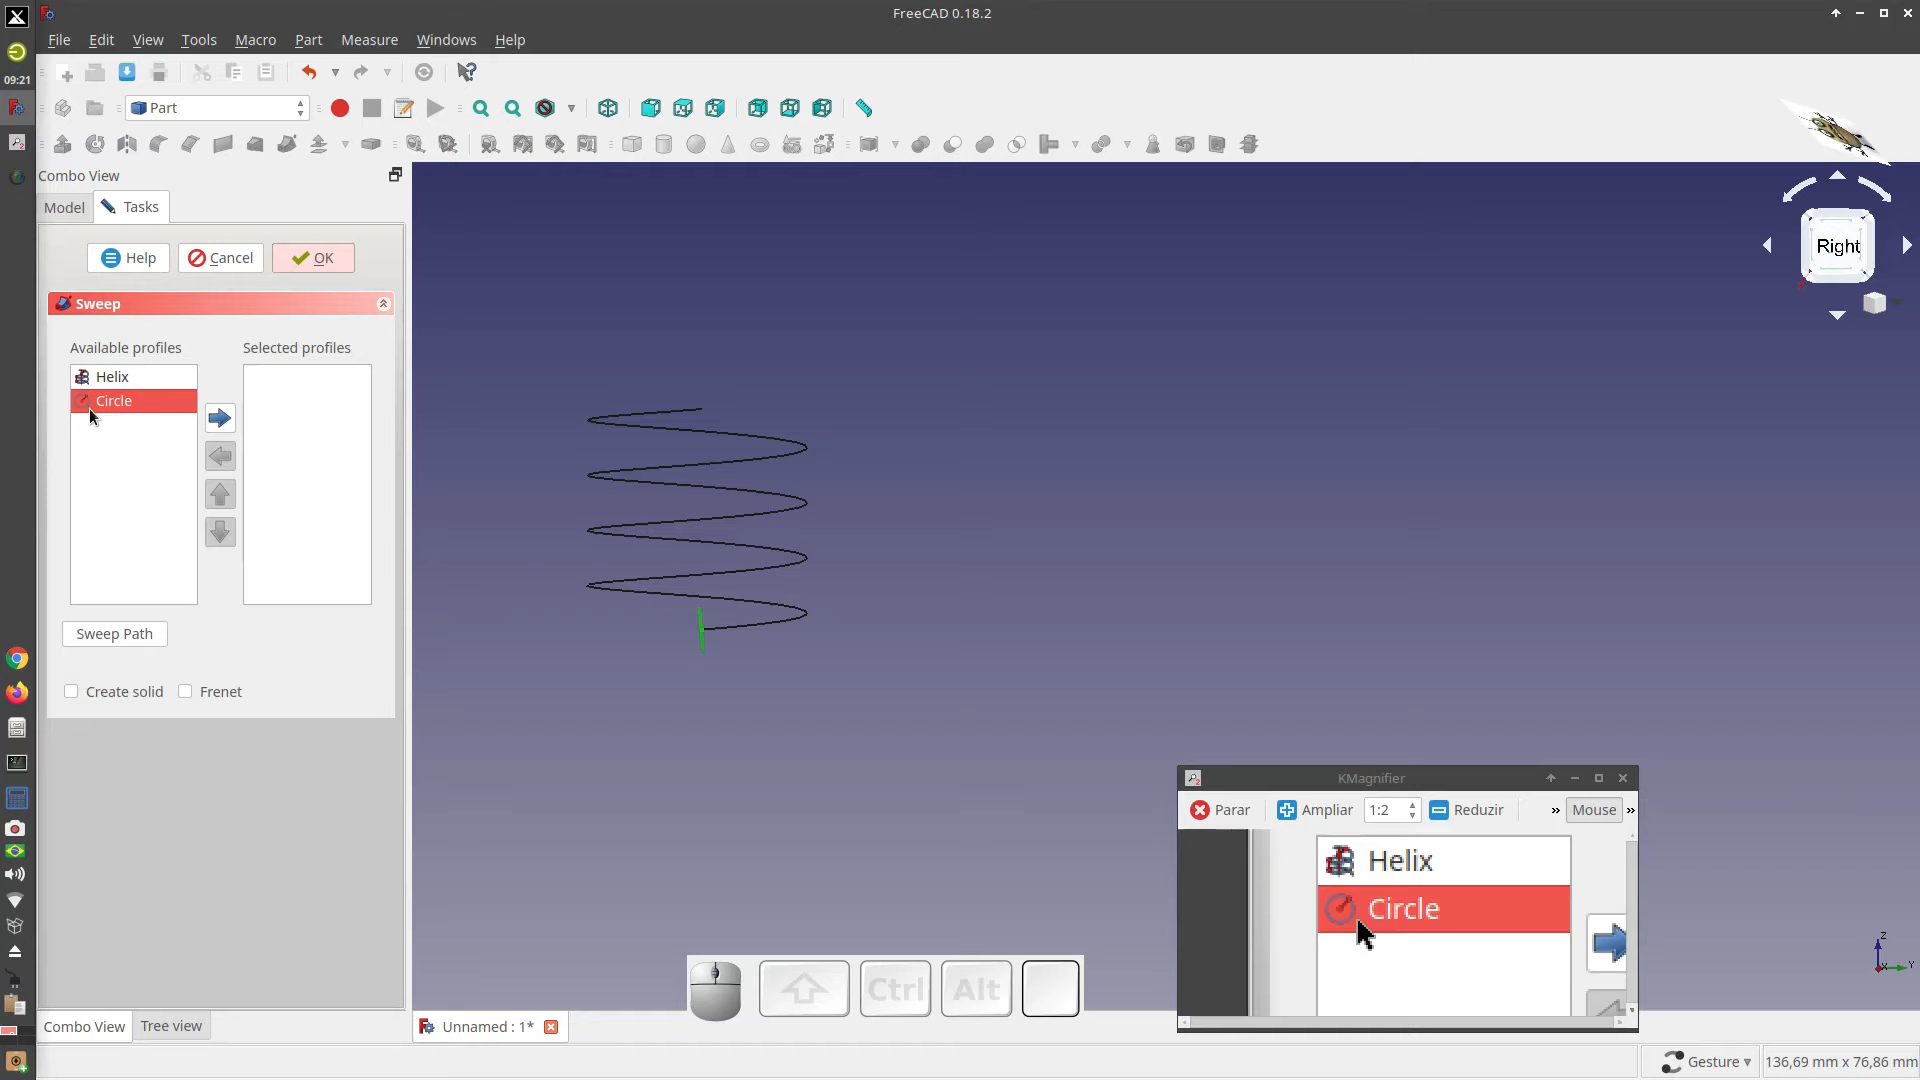 FreeCAD 0.18.2
File Edit View Tools Macro Part Measure Windows Help
09:21
Part
Combo View
Model Tasks
Help Cancel OK
Sweep
Available profiles Selected profiles
Helix
Circle
Sweep Path
Create solid Frenet
Right
KMagnifier
Parar Ampliar 1:2 Reduzir » Mouse »
Helix
Circle
Z
Y
X
Ctrl Alt
Combo View Tree view
Unnamed : 1*
Gesture 136,69 mm x 76,86 mm